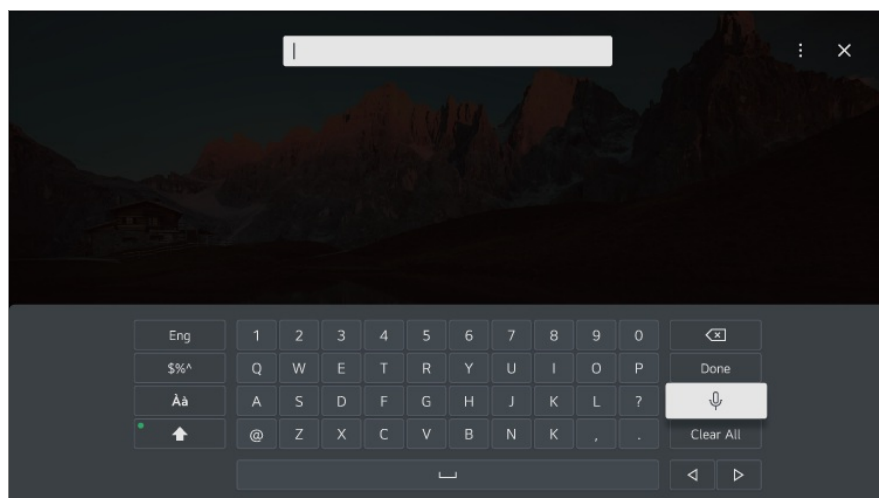 Eng 1 2 3 4 5 6 7 8 9 0
$%^ Q W E T R Y U I O P Done
Àà A S D F G H J K L ?
@ Z X C V B N K , . Clear All